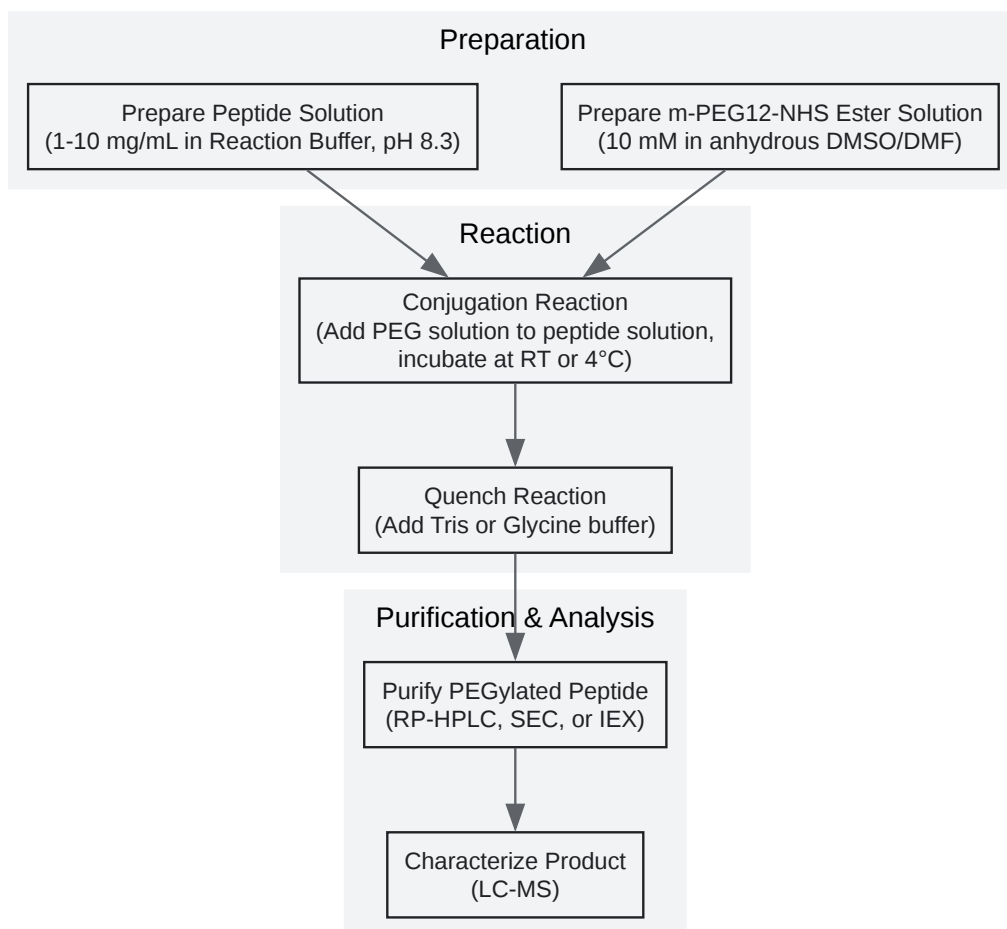 Preparation
Prepare Peptide Solution
(1-10 mg/mL in Reaction Buffer, pH 8.3)
Prepare m-PEG12-NHS Ester Solution
(10 mM in anhydrous DMSO/DMF)
Reaction
Conjugation Reaction
(Add PEG solution to peptide solution,
incubate at RT or 4°C)
Quench Reaction
(Add Tris or Glycine buffer)
Purification & Analysis
Purify PEGylated Peptide
(RP-HPLC, SEC, or IEX)
Characterize Product
(LC-MS)